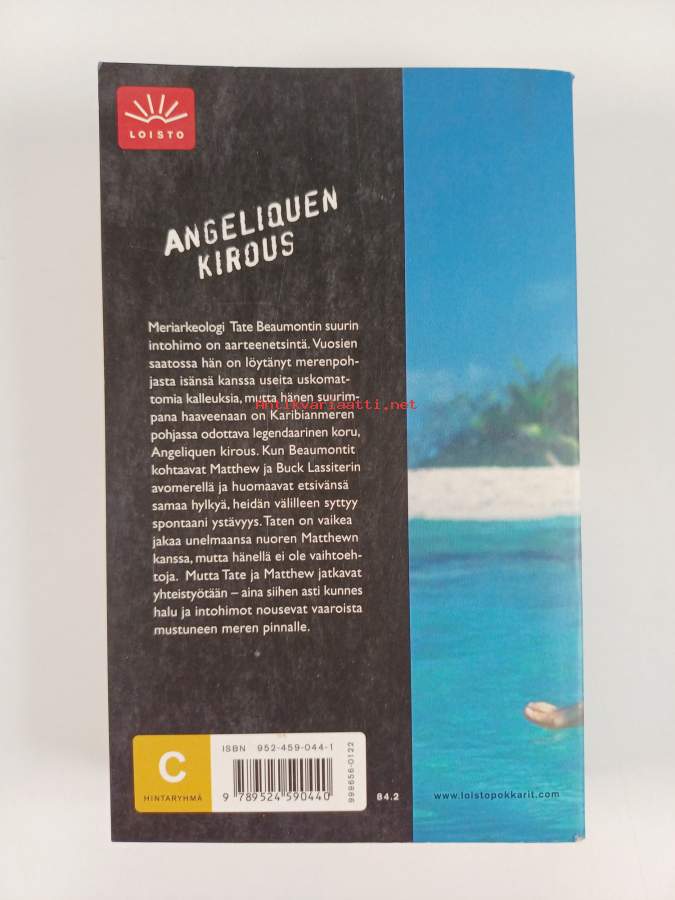 LOISTO
ANGELIQUEN
KIROUS
Meriarkeologi Tate Beaumontin suurin
intohimo on aarteenetsintä. Vuosien
saatossa hän on löytänyt merenpoh-
jasta isänsä kanssa useita uskomat-
tomia kalleuksia, mutta hänen suurim-
pana haaveenaan on Karibianmeren
pohjassa odottava legendaarinen koru,
Angeliquen kirous. Kun Beaumontit
kohtaavat Matthew ja Buck Lassiterin
avomerellä ja huomaavat etsivänsä
samaa hylkyä, heidän välilleen syttyy
spontaani ystävyys. Taten on vaikea
jakaa unelmaansa nuoren Matthewn
kanssa, mutta hänellä ei ole vaihtoeh-
toja. Mutta Tate ja Matthew jatkavat
yhteistyötään – aina siihen asti kunnes
halu ja intohimot nousevat vaaroista
mustuneen meren pinnalle.
Antikvariaatti.net
C
HINTARYHMÄ
ISBN 952-459-044-1
9 789524 590440
998656-0122
84.2
www.loistopokkarit.com